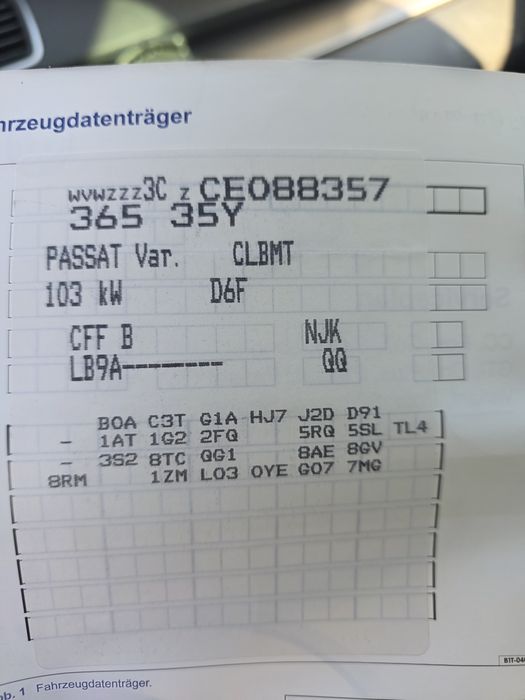 hrzeugdatenträger
WVWZZZ3C Z CE088357
365 35Y
PASSAT Var. CLBMT
103 kW D6F
CFF B NJK
LB9A-------- QQ
B0A C3T G1A HJ7 J2D D91
- 1AT 1G2 2FQ 5RQ 5SL TL4
- 3S2 8TC QG1 8AE 8GV
8RM 1ZM L03 0YE G07 7MG
b. 1 Fahrzeugdatenträger.